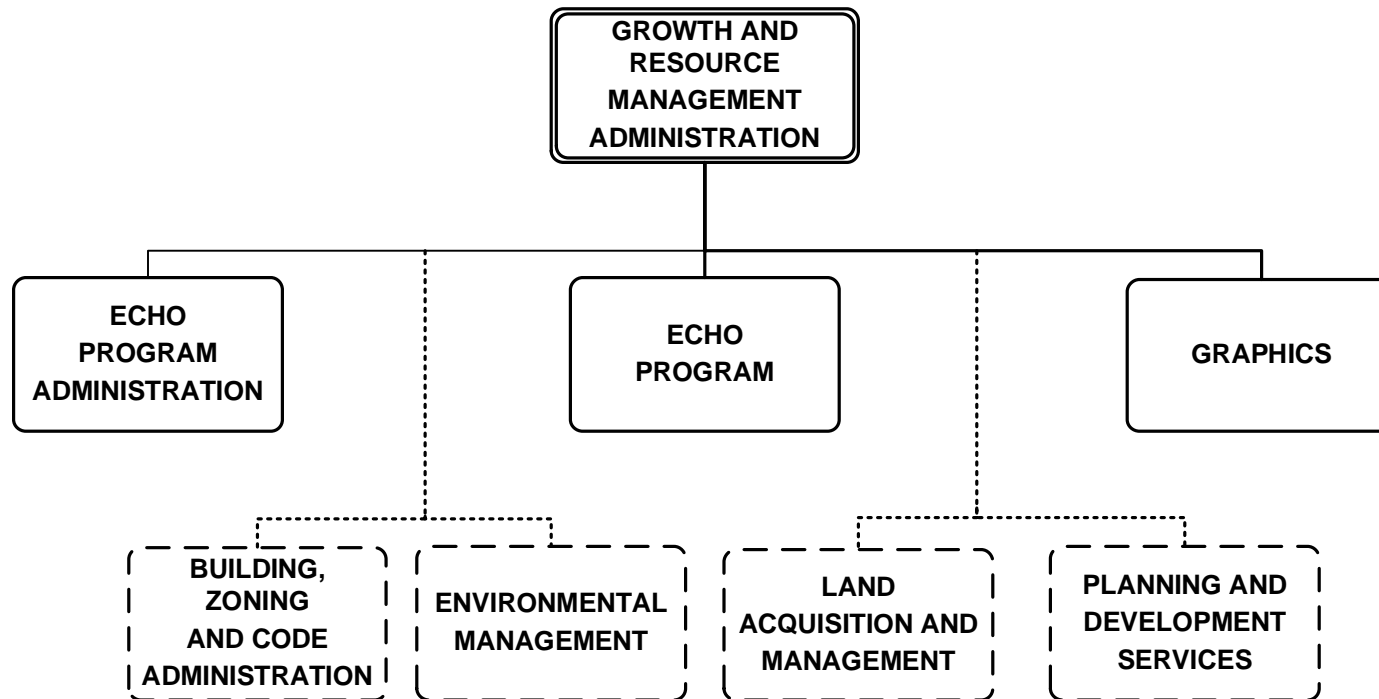 GROWTH AND
RESOURCE
MANAGEMENT
ADMINISTRATION
ECHO
PROGRAM
ADMINISTRATION
ECHO
PROGRAM
GRAPHICS
BUILDING,
ZONING
AND CODE
ADMINISTRATION
ENVIRONMENTAL
MANAGEMENT
LAND
ACQUISITION AND
MANAGEMENT
PLANNING AND
DEVELOPMENT
SERVICES